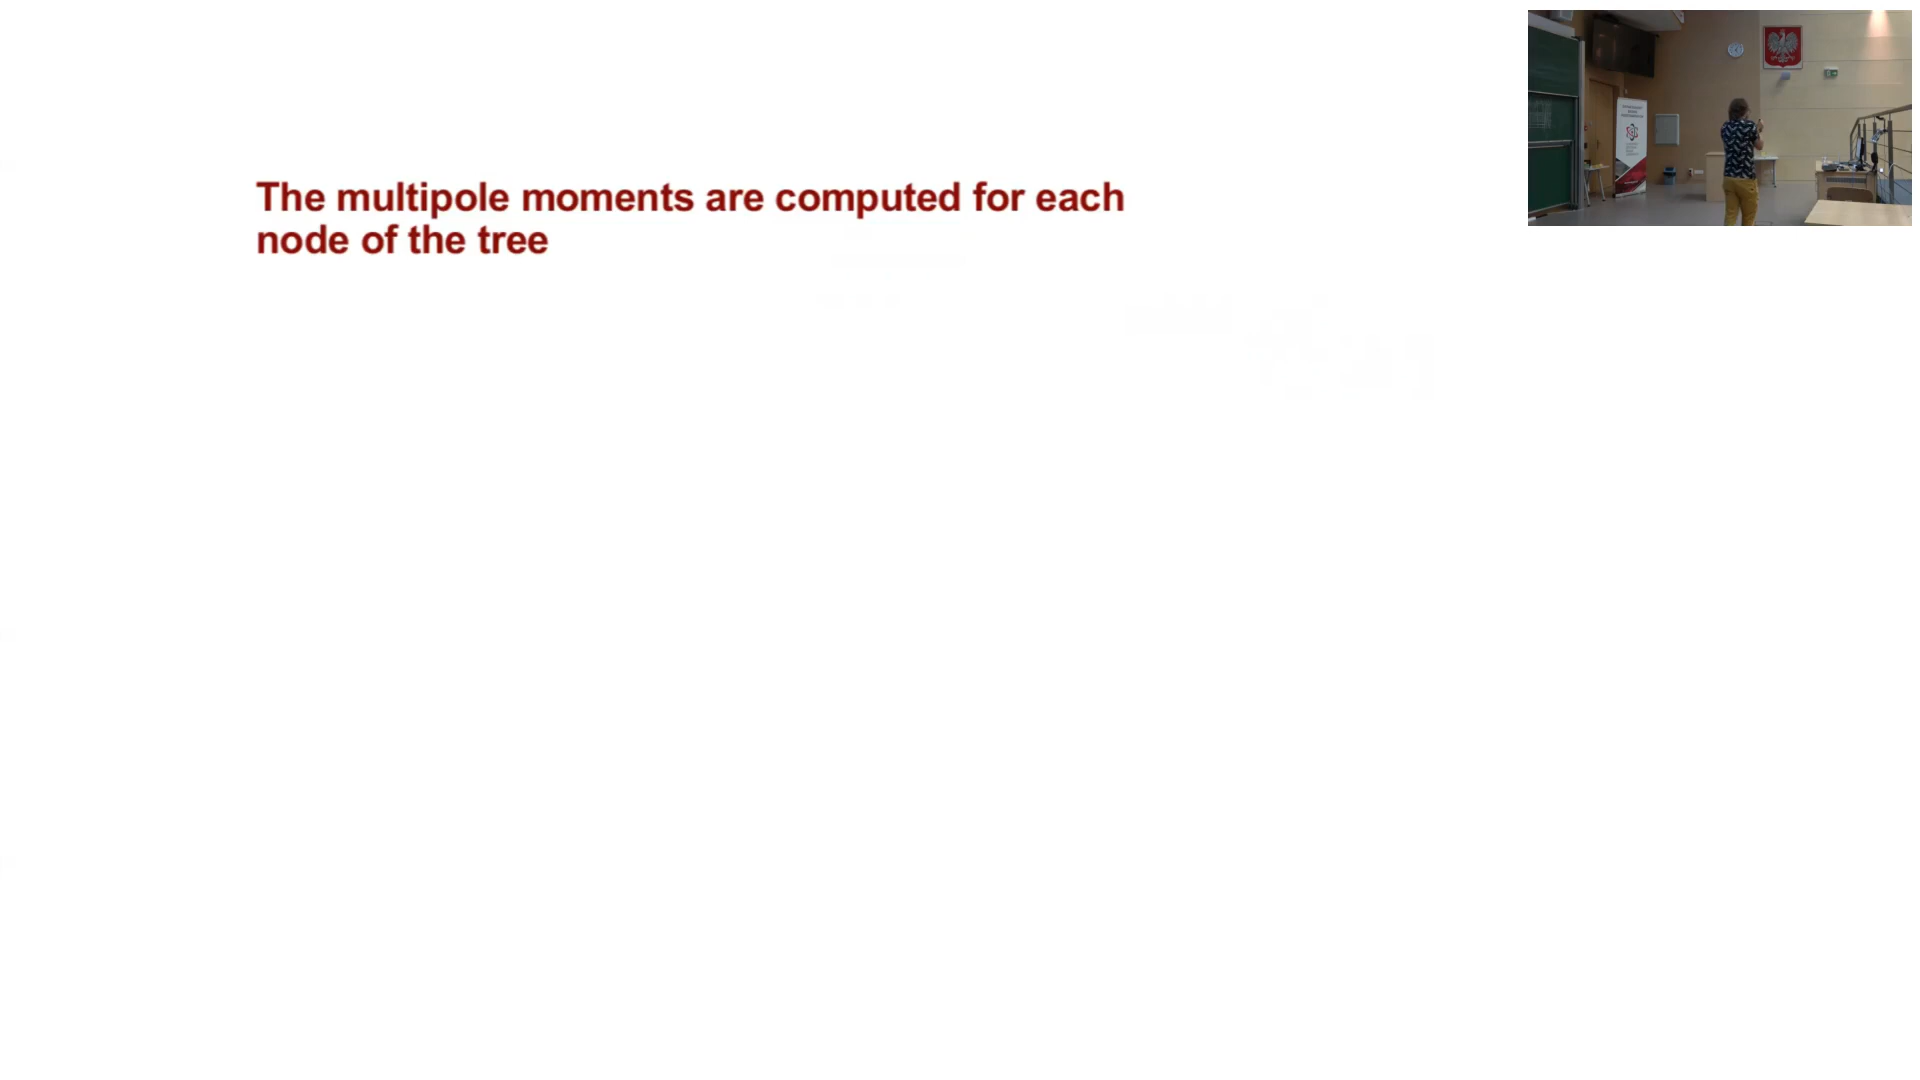 The multipole moments are computed for each
node of the tree